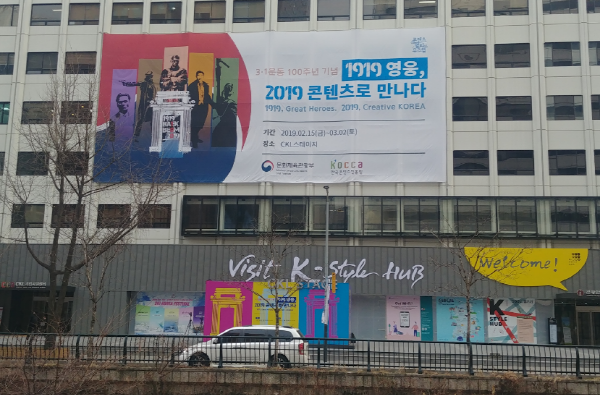 3·1운동 100주년 기념 1919 영웅,
2019 콘텐츠로 만나다
1919, Great Heroes. 2019, Creative KOREA
기간 2019.02.15(금)-03.02(토)
장소 CKL스테이지
문화체육관광부
KOCCA
한국콘텐츠진흥원
Visit K-Style HUB
Welcome!
STAGE
K
STYLE
HUB